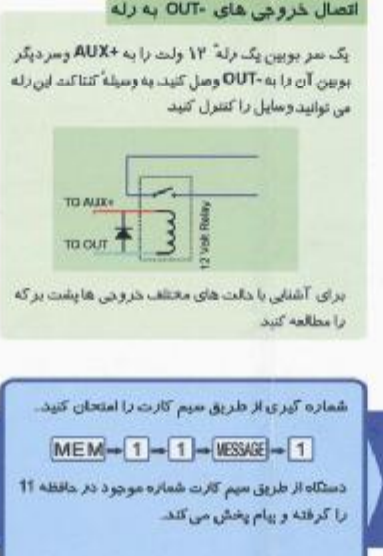 اتصال خروجی های -OUT به رله
یک سر بوبین یک رلهٔ ۱۲ ولت را به +AUX وسر دیگر
بوبین آن را به -OUT وصل کنید. به وسیلهٔ کنتاکت این رله
می توانید وسایل را کنترل کنید
TO AUX+
TO OUT
12 Volt Relay
برای آشنایی با حالت های مختلف خروجی ها پشت برگه
را مطالعه کنید
شماره گیری از طریق سیم کارت را امتحان کنید.
MEM → 1 → 1 → MESSAGE → 1
دستگاه از طریق سیم کارت شماره موجود در حافظه 11
را گرفته و پیام پخش می کند.